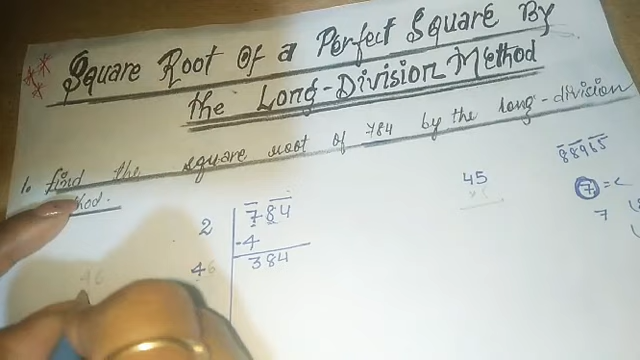 Square Root Of a Perfect Square By
the Long-Division Method
1. find the square root of 784 by the long-division
2 784
-4
46 384
45
88965
7 = <
7